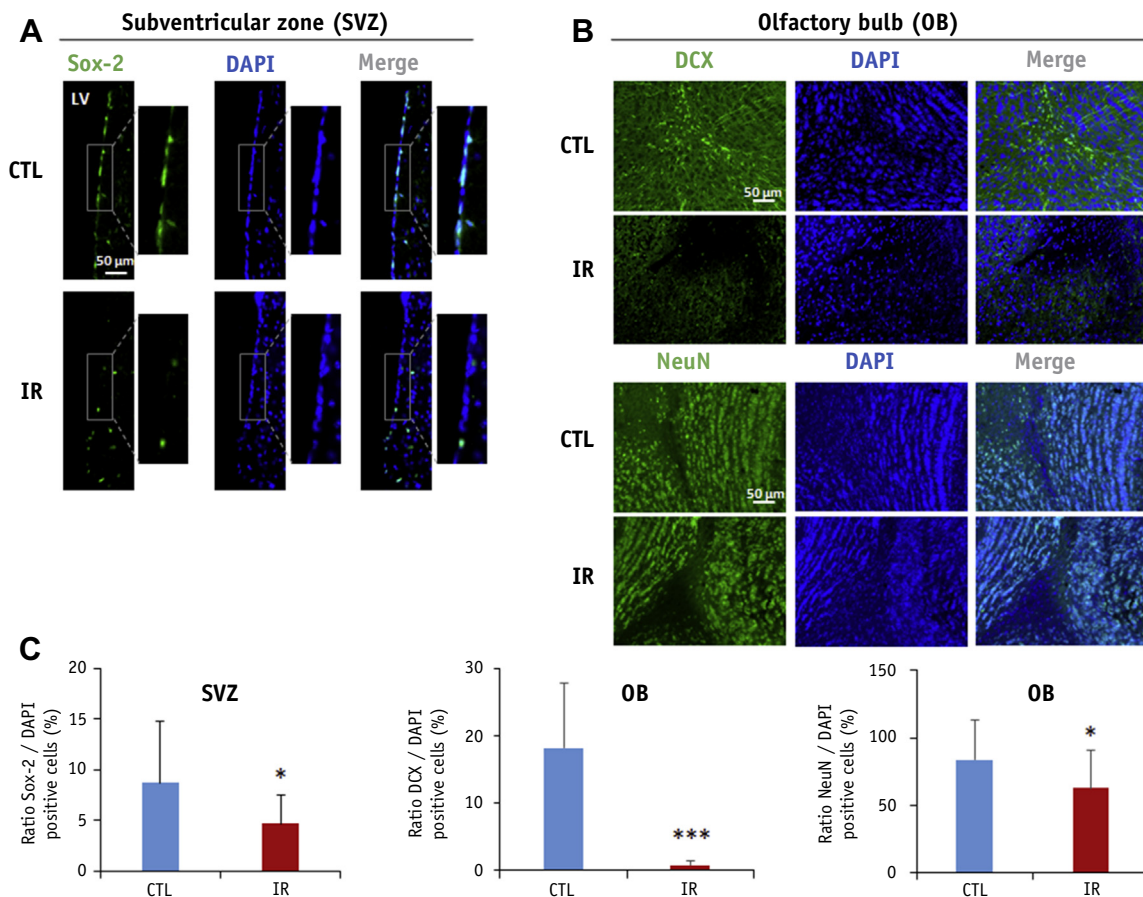 A
Subventricular zone (SVZ)
Sox-2 DAPI Merge
LV
CTL
50 µm
IR
B
Olfactory bulb (OB)
DCX DAPI Merge
CTL
50 µm
IR
NeuN DAPI Merge
CTL
50 µm
IR
C
Ratio Sox-2 / DAPI
positive cells (%)
20
15
10
5
0
SVZ
*
CTL IR
Ratio DCX / DAPI
positive cells (%)
30
20
10
0
OB
***
CTL IR
Ratio NeuN / DAPI
positive cells (%)
150
100
50
0
OB
*
CTL IR